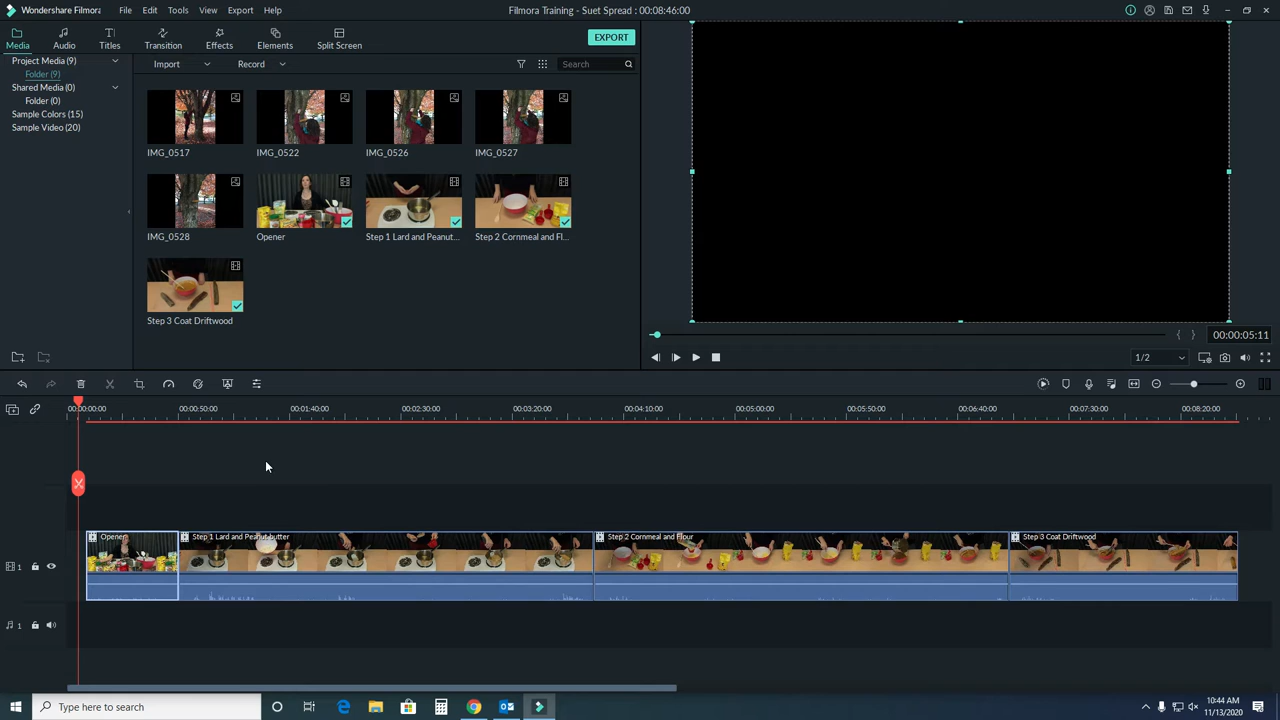 Wondershare Filmora File Edit Tools View Export Help Filmora Training - Suet Spread : 00:08:46:00
Media Audio Titles Transition Effects Elements Split Screen EXPORT
Project Media (9)
Folder (9)
Shared Media (0)
Folder (0)
Sample Colors (15)
Sample Video (20)
Import Record Search
IMG_0517 IMG_0522 IMG_0526 IMG_0527
IMG_0528 Opener Step 1 Lard and Peanut... Step 2 Cornmeal and Fl...
Step 3 Coat Driftwood
00:00:05:11
1/2
00:00:00:00 00:00:50:00 00:01:40:00 00:02:30:00 00:03:20:00 00:04:10:00 00:05:00:00 00:05:50:00 00:06:40:00 00:07:30:00 00:08:20:00
Opener Step 1 Lard and Peanut butter Step 2 Cornmeal and Flour Step 3 Coat Driftwood
1
1
Type here to search
10:44 AM
11/13/2020